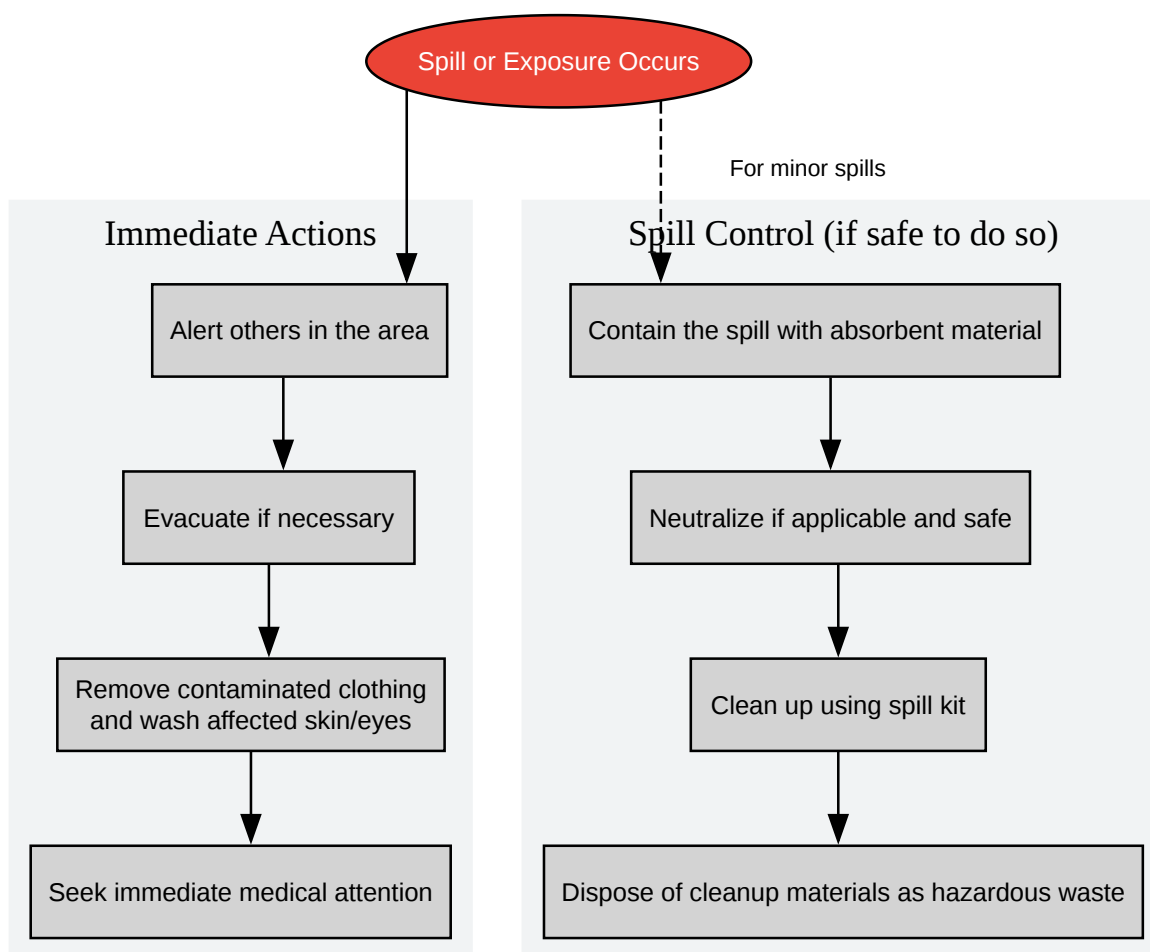 Spill or Exposure Occurs
For minor spills
Immediate Actions
Alert others in the area
Evacuate if necessary
Remove contaminated clothing
and wash affected skin/eyes
Seek immediate medical attention
Spill Control (if safe to do so)
Contain the spill with absorbent material
Neutralize if applicable and safe
Clean up using spill kit
Dispose of cleanup materials as hazardous waste